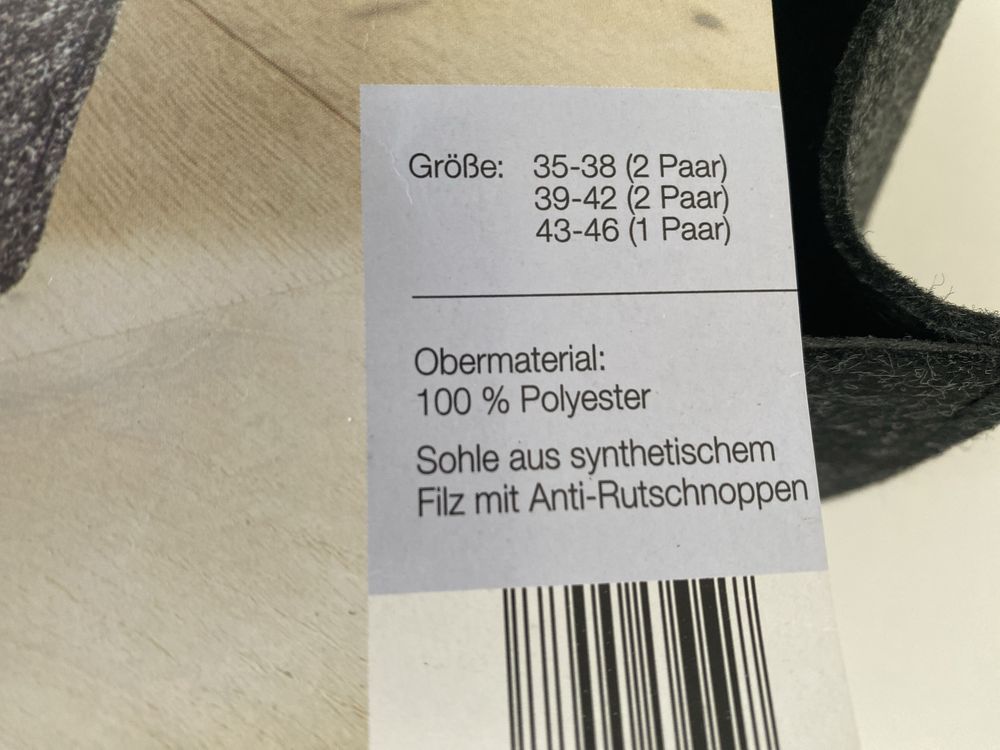 Größe: 35-38 (2 Paar)
39-42 (2 Paar)
43-46 (1 Paar)
Obermaterial:
100 % Polyester
Sohle aus synthetischem
Filz mit Anti-Rutschnoppen